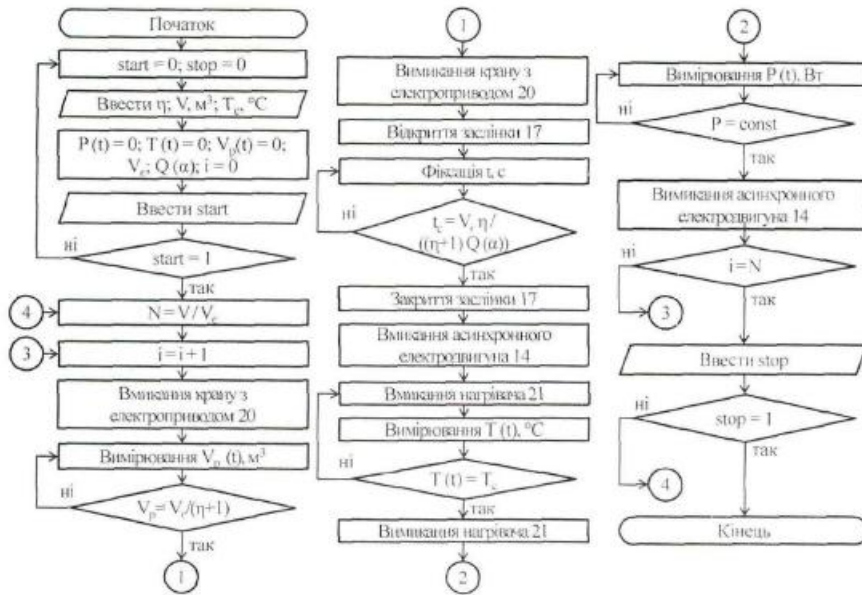 Початок
start = 0; stop = 0
Ввести η; V, м³; Tc, °C
P (t) = 0; T (t) = 0; Vp(t) = 0;
Vc; Q (α); i = 0
Ввести start
ні
start = 1
так
4
N = V / Vc
3
i = i + 1
Вмикання крану з
електроприводом 20
Вимірювання Vp (t), м³
ні
Vp = Vc/(η+1)
так
1
1
Вимикання крану з
електроприводом 20
Відкриття заслінки 17
Фіксація t, с
ні
tc = Vc η /
((η+1) Q (α))
так
Закриття заслінки 17
Вмикання асинхронного
електродвигуна 14
Вмикання нагрівача 21
Вимірювання T (t), °C
ні
T (t) = Tc
так
Вимикання нагрівача 21
2
2
Вимірювання P (t), Вт
ні
P = const
так
Вимикання асинхронного
електродвигуна 14
ні
i = N
3
так
Ввести stop
ні
stop = 1
4
так
Кінець